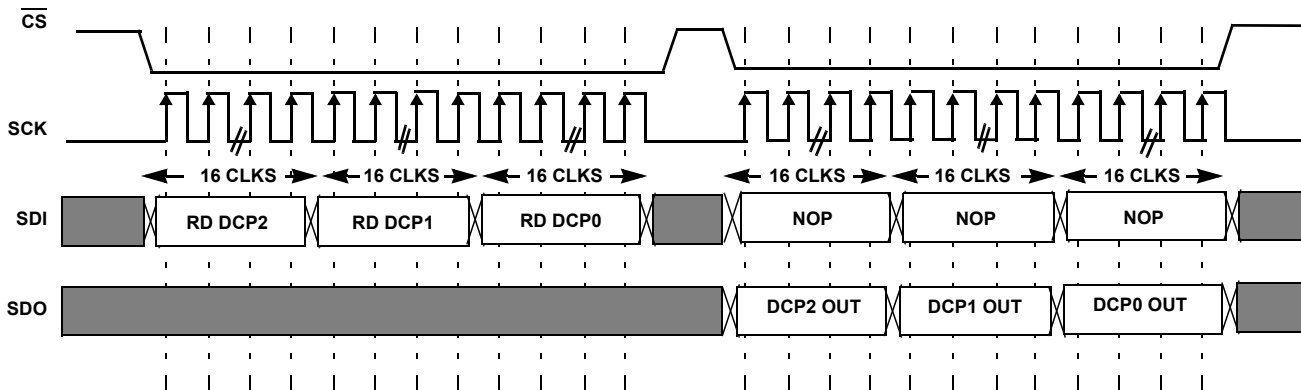 CS
SCK
16 CLKS 16 CLKS 16 CLKS 16 CLKS 16 CLKS 16 CLKS
SDI RD DCP2 RD DCP1 RD DCP0 NOP NOP NOP
SDO DCP2 OUT DCP1 OUT DCP0 OUT